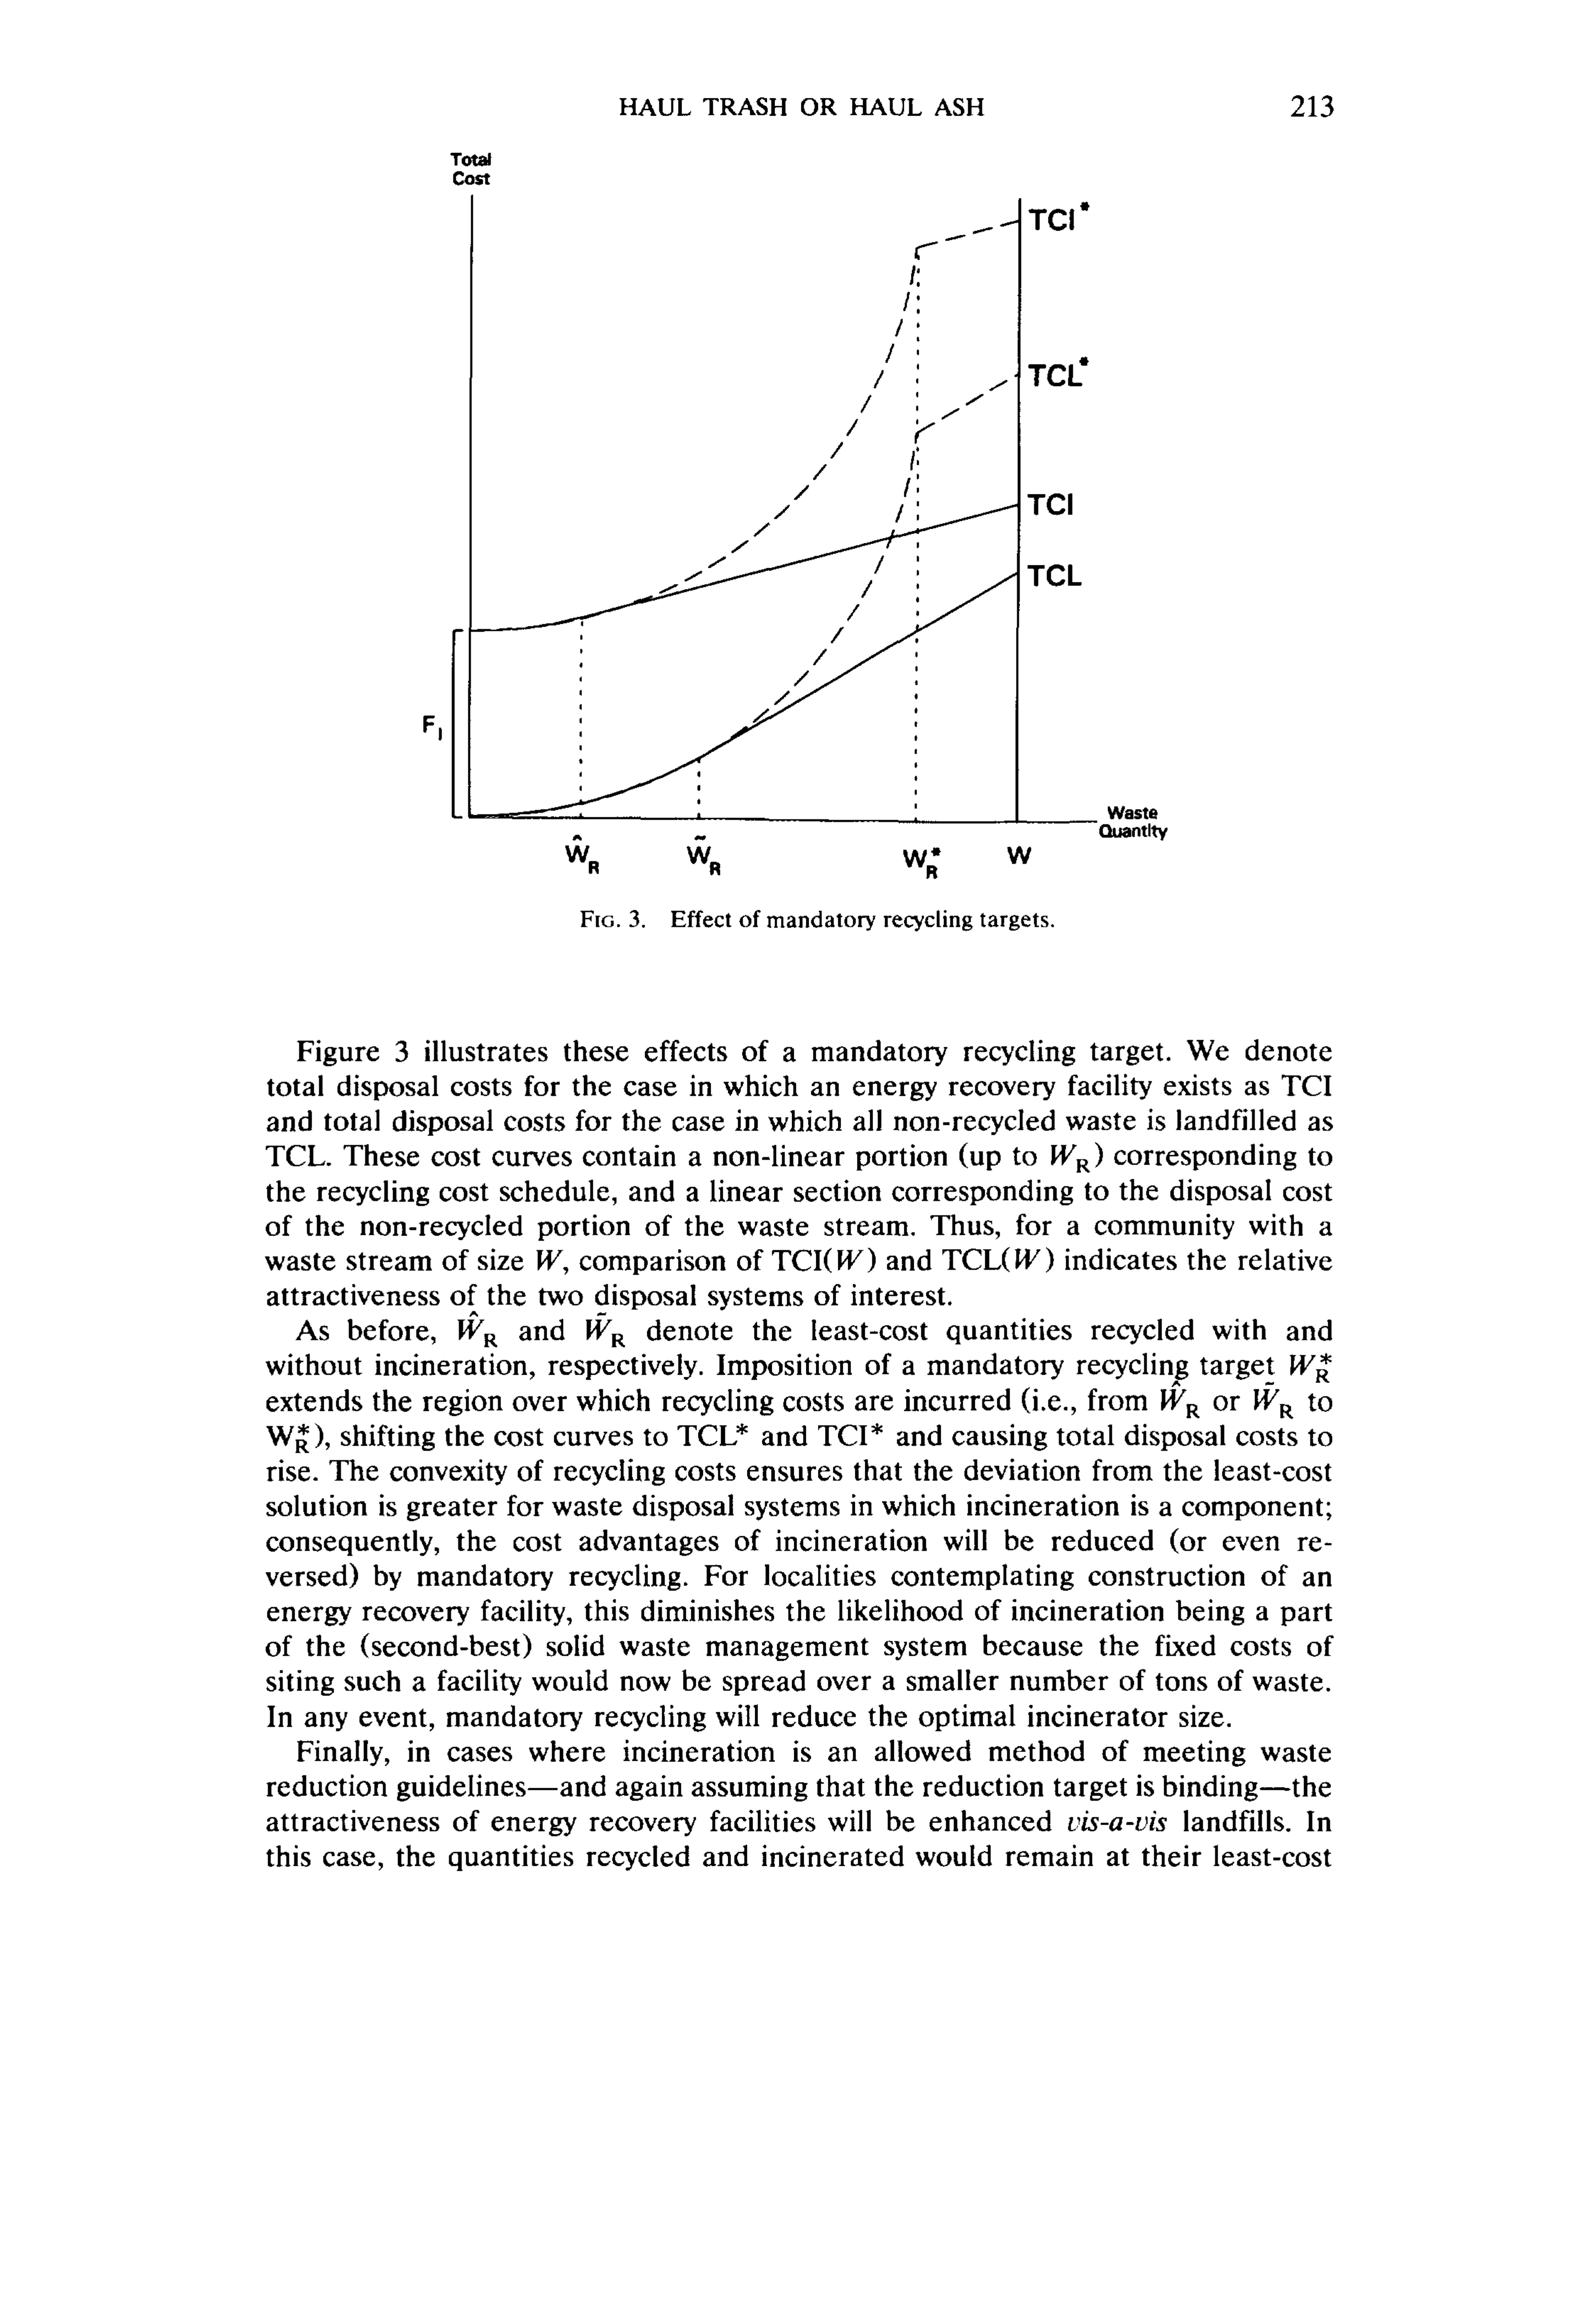 HAUL TRASH OR HAUL ASH 213
Total
Cost
TCI*
TCL*
TCI
TCL
F_I
Waste
Quantity
Ŵ_R W̃_R W*_R W
FIG. 3. Effect of mandatory recycling targets.
Figure 3 illustrates these effects of a mandatory recycling target. We denote
total disposal costs for the case in which an energy recovery facility exists as TCI
and total disposal costs for the case in which all non-recycled waste is landfilled as
TCL. These cost curves contain a non-linear portion (up to W_R) corresponding to
the recycling cost schedule, and a linear section corresponding to the disposal cost
of the non-recycled portion of the waste stream. Thus, for a community with a
waste stream of size W, comparison of TCI(W) and TCL(W) indicates the relative
attractiveness of the two disposal systems of interest.
As before, Ŵ_R and W̃_R denote the least-cost quantities recycled with and
without incineration, respectively. Imposition of a mandatory recycling target W*_R
extends the region over which recycling costs are incurred (i.e., from Ŵ_R or W̃_R to
W*_R), shifting the cost curves to TCL* and TCI* and causing total disposal costs to
rise. The convexity of recycling costs ensures that the deviation from the least-cost
solution is greater for waste disposal systems in which incineration is a component;
consequently, the cost advantages of incineration will be reduced (or even re-
versed) by mandatory recycling. For localities contemplating construction of an
energy recovery facility, this diminishes the likelihood of incineration being a part
of the (second-best) solid waste management system because the fixed costs of
siting such a facility would now be spread over a smaller number of tons of waste.
In any event, mandatory recycling will reduce the optimal incinerator size.
Finally, in cases where incineration is an allowed method of meeting waste
reduction guidelines—and again assuming that the reduction target is binding—the
attractiveness of energy recovery facilities will be enhanced vis-a-vis landfills. In
this case, the quantities recycled and incinerated would remain at their least-cost